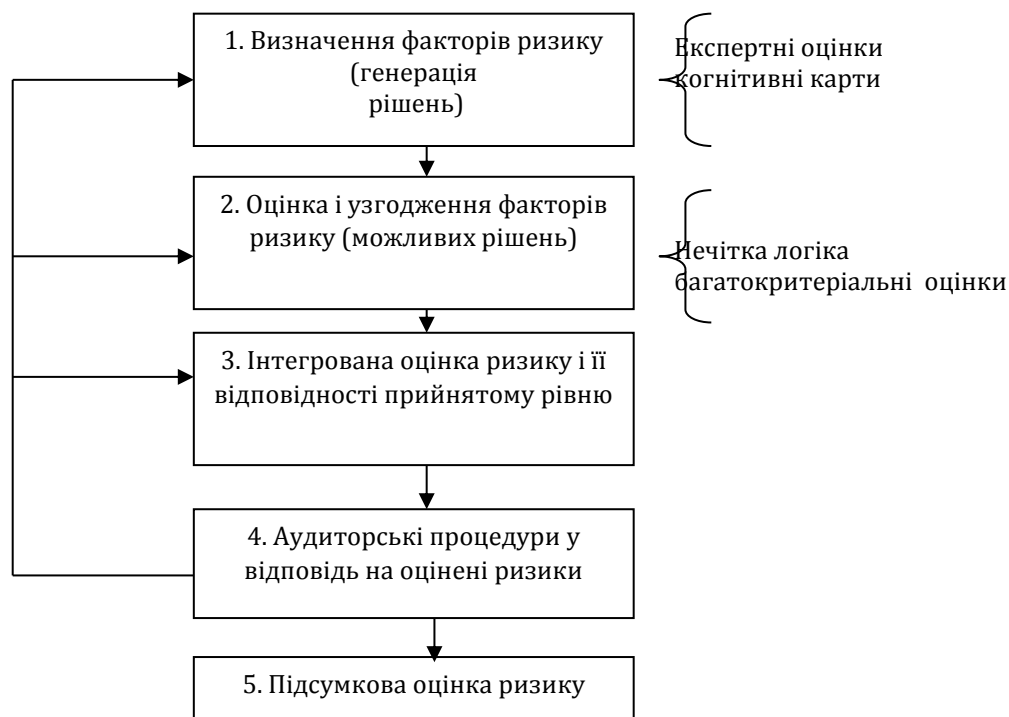 1. Визначення факторів ризику
(генерація
рішень)
Експертні оцінки
когнітивні карти
2. Оцінка і узгодження факторів
ризику (можливих рішень)
Нечітка логіка
багатокритеріальні оцінки
3. Інтегрована оцінка ризику і її
відповідності прийнятому рівню
4. Аудиторські процедури у
відповідь на оцінені ризики
5. Підсумкова оцінка ризику